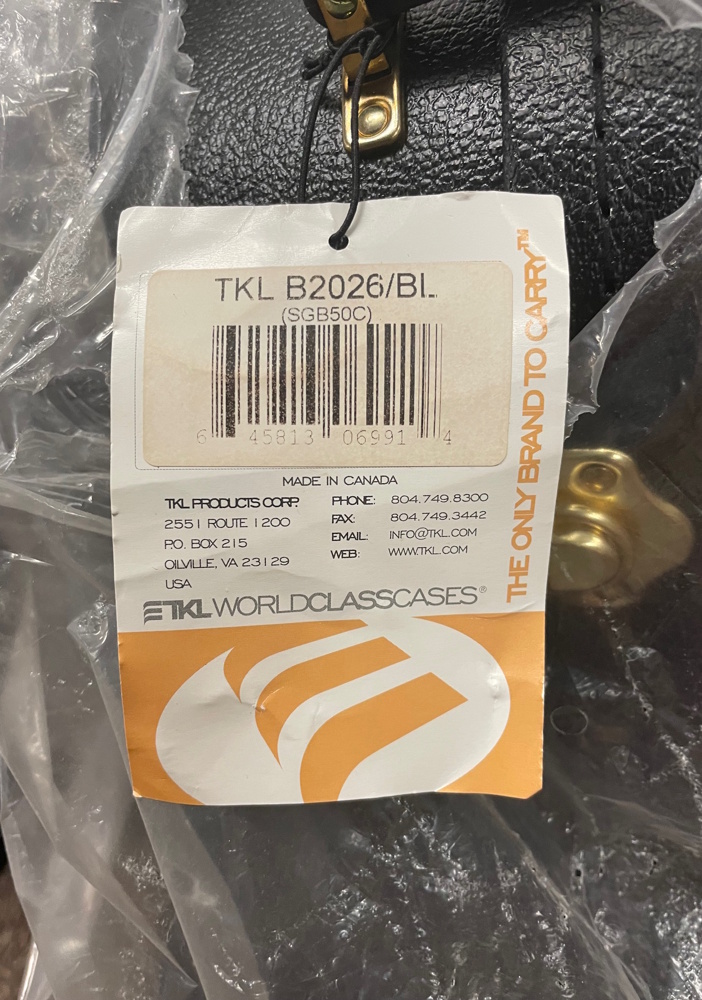 TKL B2026/BL
(SGB50C)
6 45813 06991 4
MADE IN CANADA
TKL PRODUCTS CORP.
2551 ROUTE 1200
P.O. BOX 215
OILVILLE, VA 23129
USA
PHONE: 804.749.8300
FAX: 804.749.3442
EMAIL: INFO@TKL.COM
WEB: WWW.TKL.COM
TKL WORLDCLASSCASES®
THE ONLY BRAND TO CARRY™